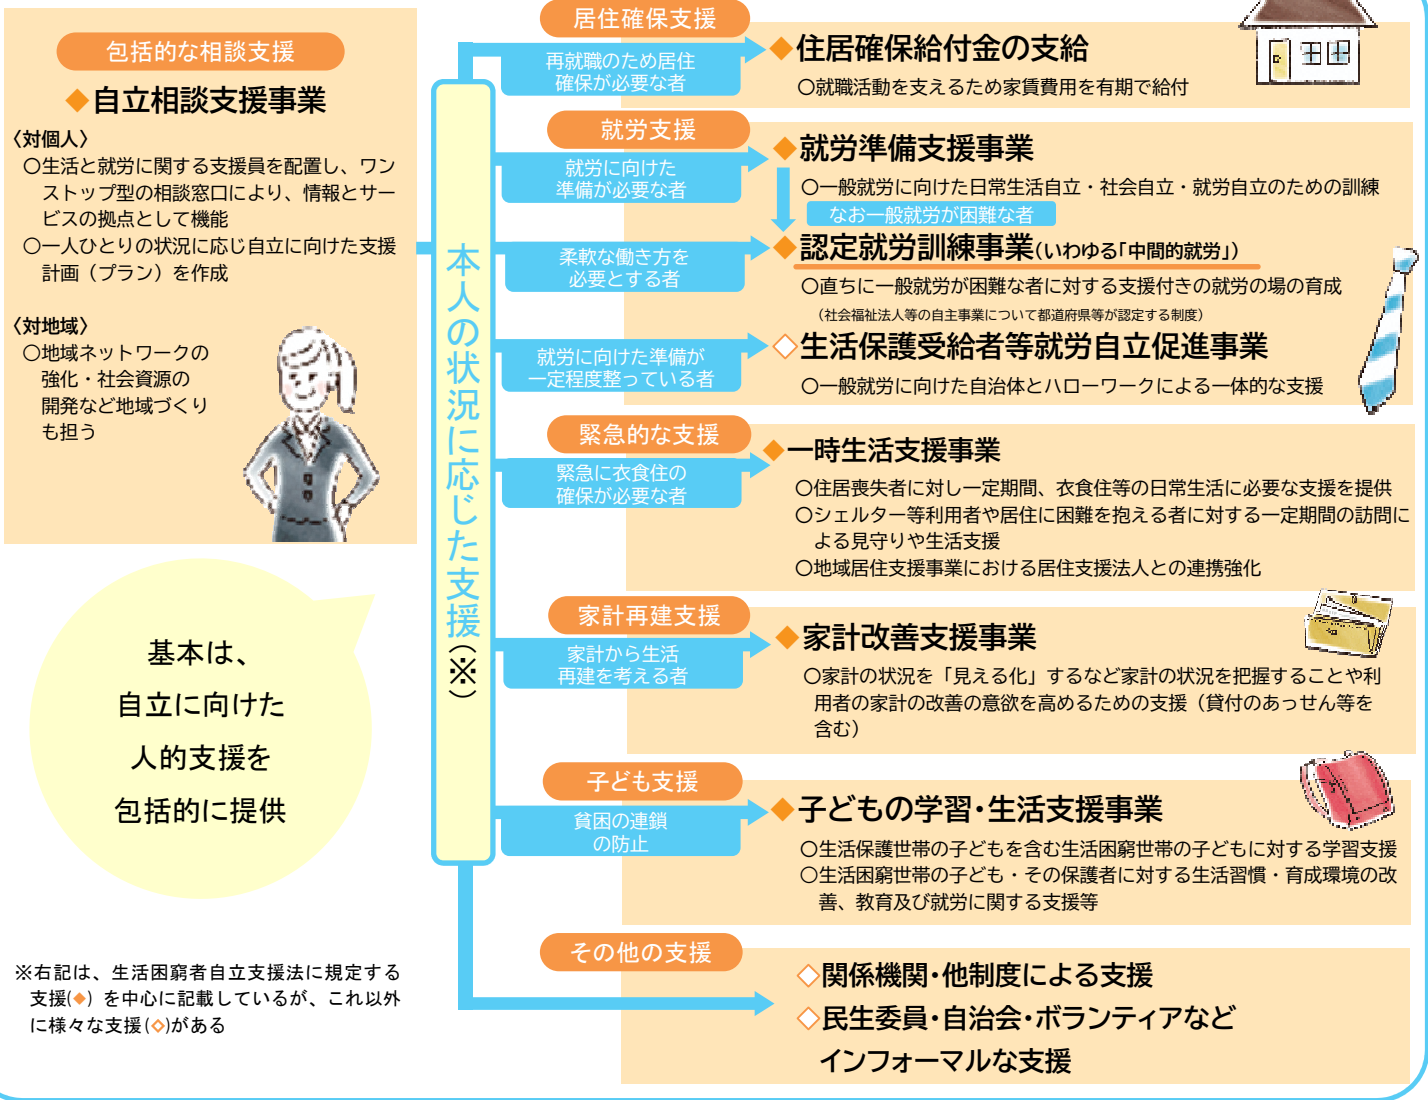 包括的な相談支援
◆自立相談支援事業
〈対個人〉
〇生活と就労に関する支援員を配置し、ワン
ストップ型の相談窓口により、情報とサー
ビスの拠点として機能
〇一人ひとりの状況に応じ自立に向けた支援
計画（プラン）を作成
〈対地域〉
〇地域ネットワークの
強化・社会資源の
開発など地域づくり
も担う
基本は、
自立に向けた
人的支援を
包括的に提供
※右記は、生活困窮者自立支援法に規定する
支援(◆) を中心に記載しているが、これ以外
に様々な支援(◇)がある
本人の状況に応じた支援（※）
居住確保支援
再就職のため居住
確保が必要な者
◆住居確保給付金の支給
〇就職活動を支えるため家賃費用を有期で給付
就労支援
就労に向けた
準備が必要な者
◆就労準備支援事業
〇一般就労に向けた日常生活自立・社会自立・就労自立のための訓練
なお一般就労が困難な者
柔軟な働き方を
必要とする者
◆認定就労訓練事業(いわゆる「中間的就労」)
〇直ちに一般就労が困難な者に対する支援付きの就労の場の育成
（社会福祉法人等の自主事業について都道府県等が認定する制度）
就労に向けた準備が
一定程度整っている者
◇生活保護受給者等就労自立促進事業
〇一般就労に向けた自治体とハローワークによる一体的な支援
緊急的な支援
緊急に衣食住の
確保が必要な者
◆一時生活支援事業
〇住居喪失者に対し一定期間、衣食住等の日常生活に必要な支援を提供
〇シェルター等利用者や居住に困難を抱える者に対する一定期間の訪問に
よる見守りや生活支援
〇地域居住支援事業における居住支援法人との連携強化
家計再建支援
家計から生活
再建を考える者
◆家計改善支援事業
〇家計の状況を「見える化」するなど家計の状況を把握することや利
用者の家計の改善の意欲を高めるための支援（貸付のあっせん等を
含む）
子ども支援
貧困の連鎖
の防止
◆子どもの学習・生活支援事業
〇生活保護世帯の子どもを含む生活困窮世帯の子どもに対する学習支援
〇生活困窮世帯の子ども・その保護者に対する生活習慣・育成環境の改
善、教育及び就労に関する支援等
その他の支援
◇関係機関・他制度による支援
◇民生委員・自治会・ボランティアなど
インフォーマルな支援